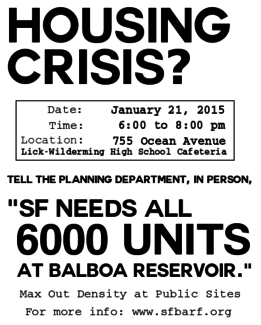 HOUSING
CRISIS?
Date: January 21, 2015
Time: 6:00 to 8:00 pm
Location: 755 Ocean Avenue
Lick-Wilderming High School Cafeteria
TELL THE PLANNING DEPARTMENT, IN PERSON,
"SF NEEDS ALL
6000 UNITS
AT BALBOA RESERVOIR."
Max Out Density at Public Sites
For more info: www.sfbarf.org